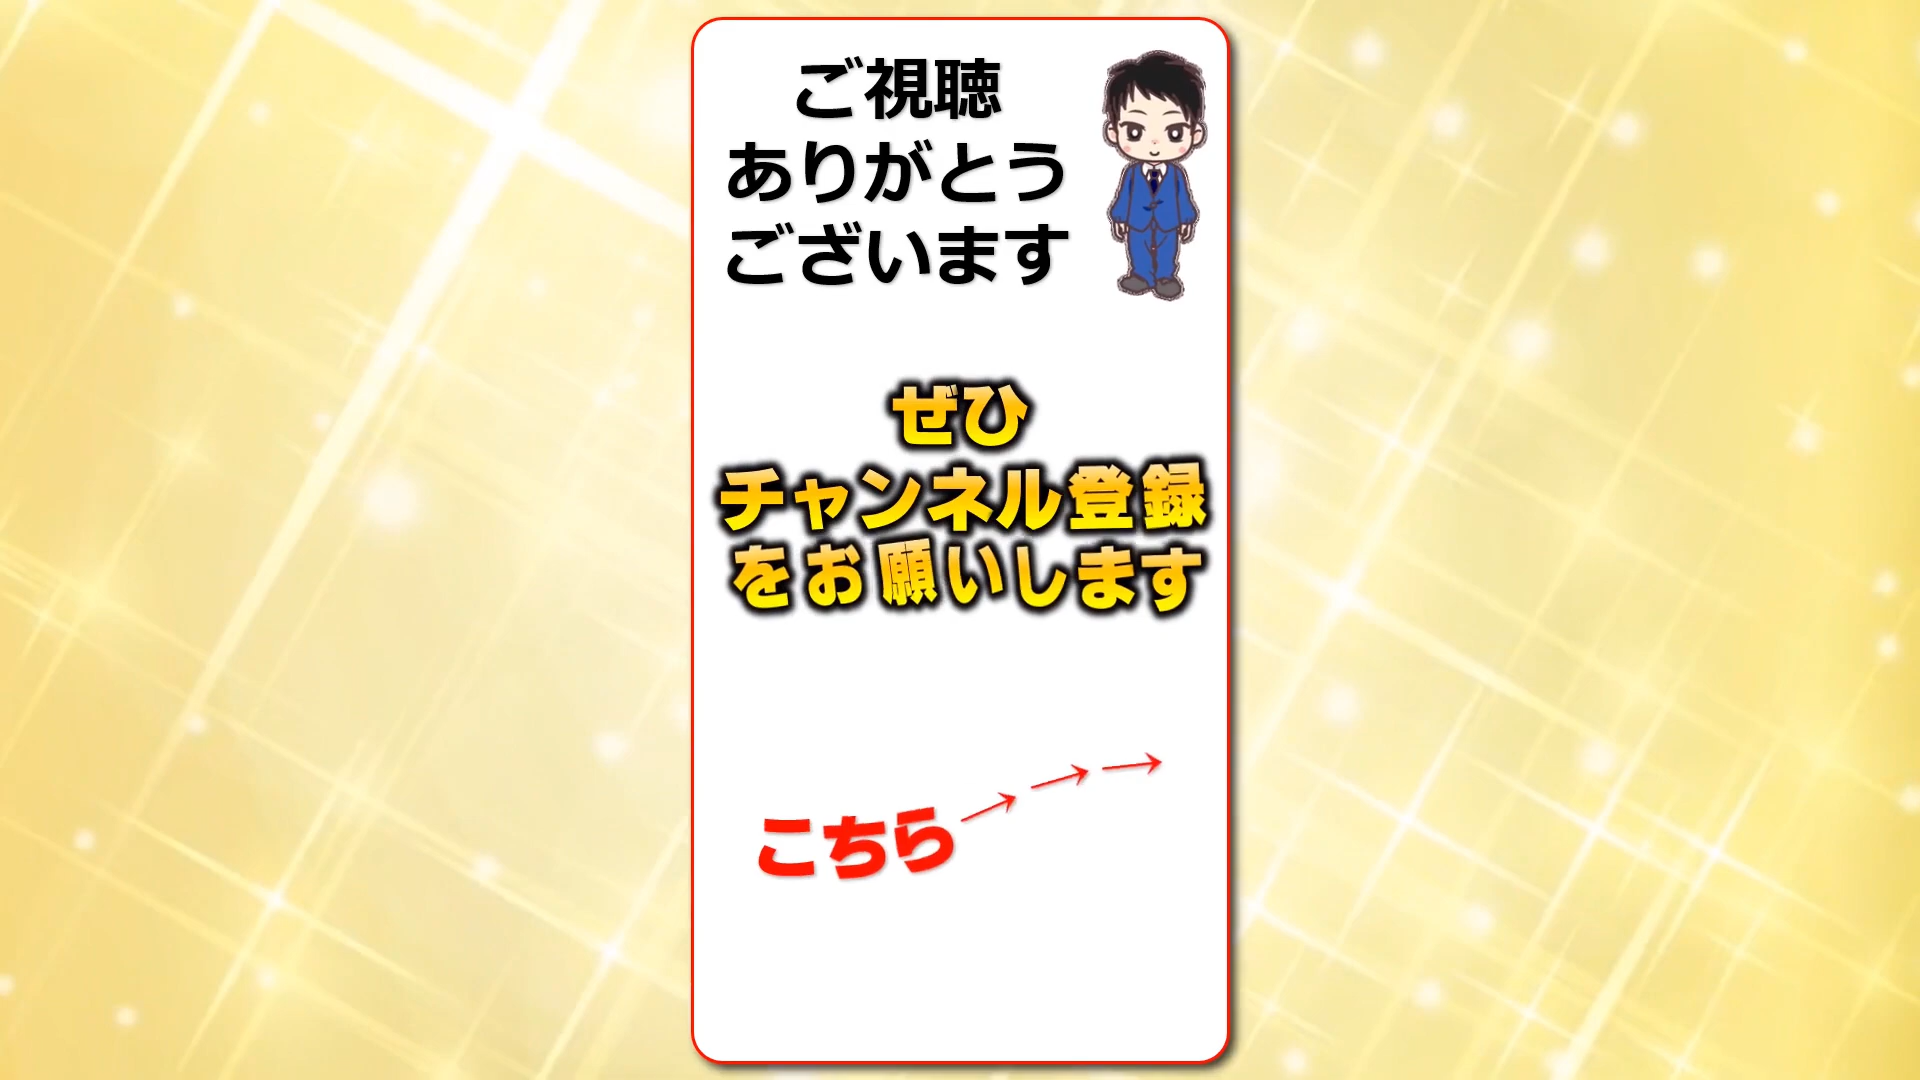 ご視聴
ありがとう
ございます
ぜひ
チャンネル登録
をお願いします
こちら→→→